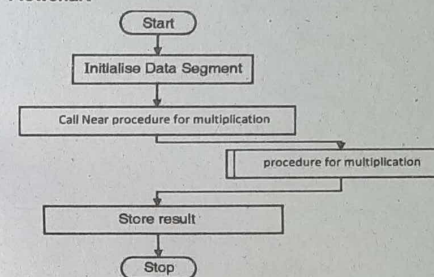 Start
Initialise Data Segment
Call Near procedure for multiplication
procedure for multiplication
Store result
Stop